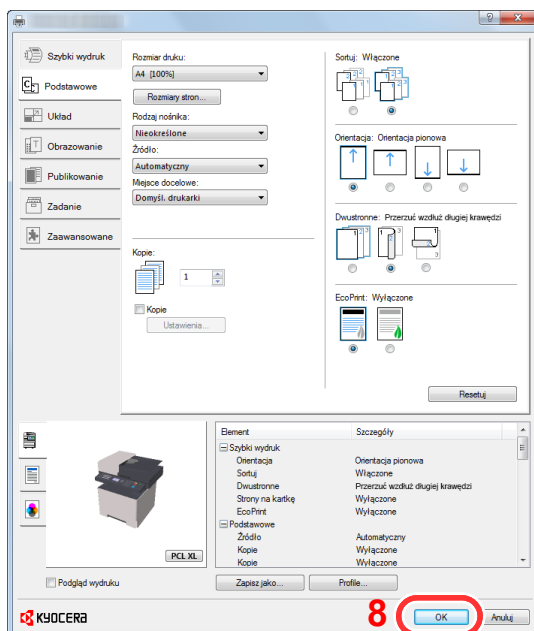 Szybki wydruk
Podstawowe
Układ
Obrazowanie
Publikowanie
Zadanie
Zaawansowane
Rozmiar druku:
A4 [100%]
Rozmiary stron...
Rodzaj nośnika:
Nieokreślone
Źródło:
Automatyczny
Miejsce docelowe:
Domyśl. drukarki
Kopie:
1
Kopie
Ustawienia...
Sortuj: Włączone
Orientacja: Orientacja pionowa
Dwustronne: Przerzuć wzdłuż długiej krawędzi
EcoPrint: Wyłączone
Resetuj
Element Szczegóły
Szybki wydruk
Orientacja Orientacja pionowa
Sortuj Włączone
Dwustronne Przerzuć wzdłuż długiej krawędzi
Strony na kartkę Wyłączone
EcoPrint Wyłączone
Podstawowe
Źródło Automatyczny
Kopie Wyłączone
Kopie Wyłączone
PCL XL
Podgląd wydruku
Zapisz jako... Profile...
KYOCERA
8 OK Anuluj